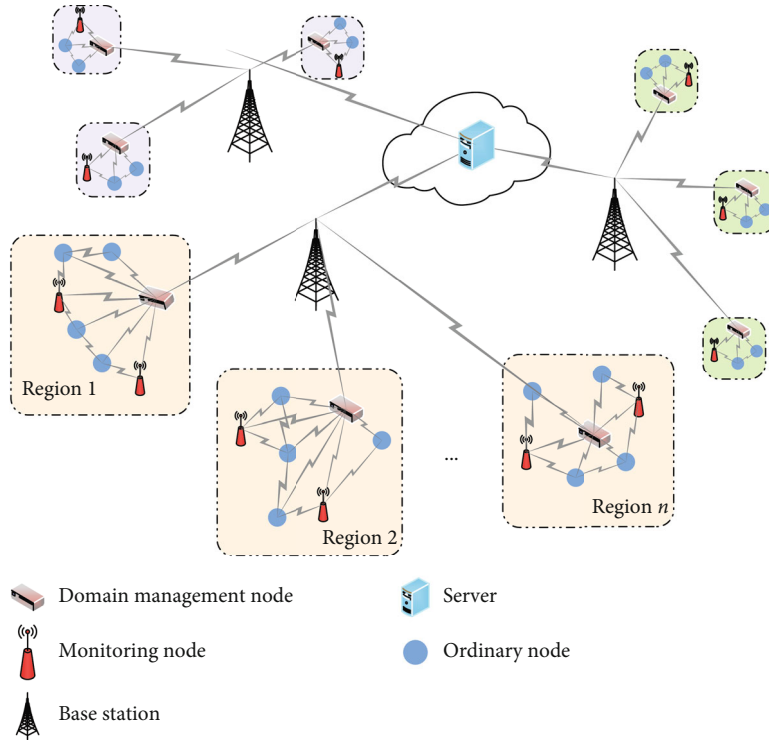 Region 1
Region 2
...
Region n
Domain management node
Server
Monitoring node
Ordinary node
Base station